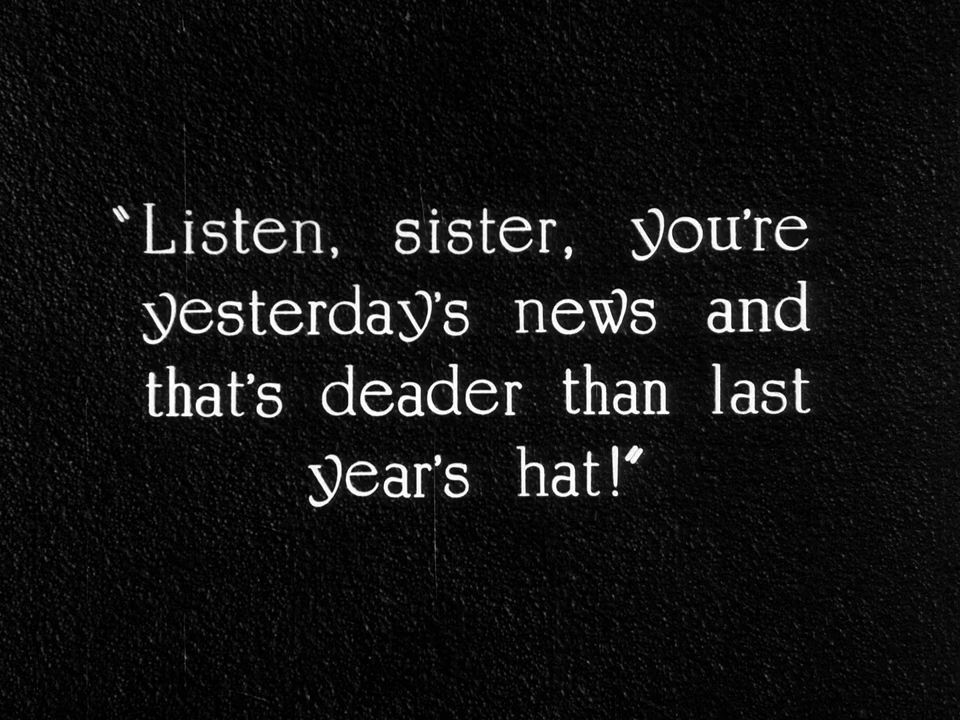 "Listen, sister, you're
yesterday's news and
that's deader than last
year's hat!"